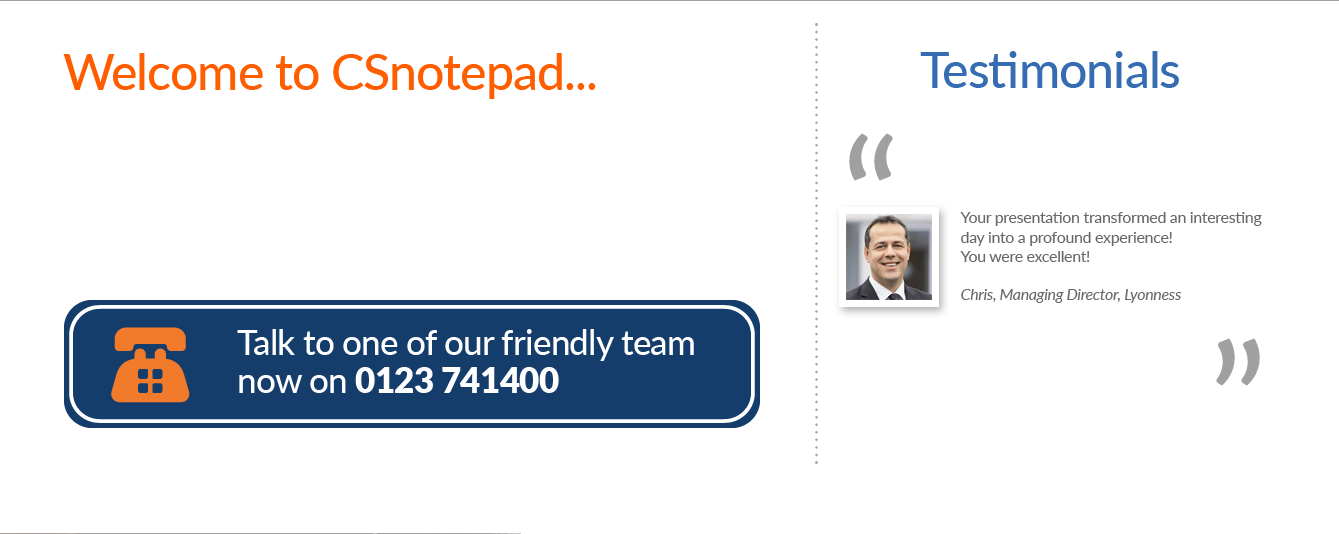 Welcome to CSnotepad...
Talk to one of our friendly team
now on 0123 741400
Testimonials
“
Your presentation transformed an interesting
day into a profound experience!
You were excellent!
Chris, Managing Director, Lyonness
”